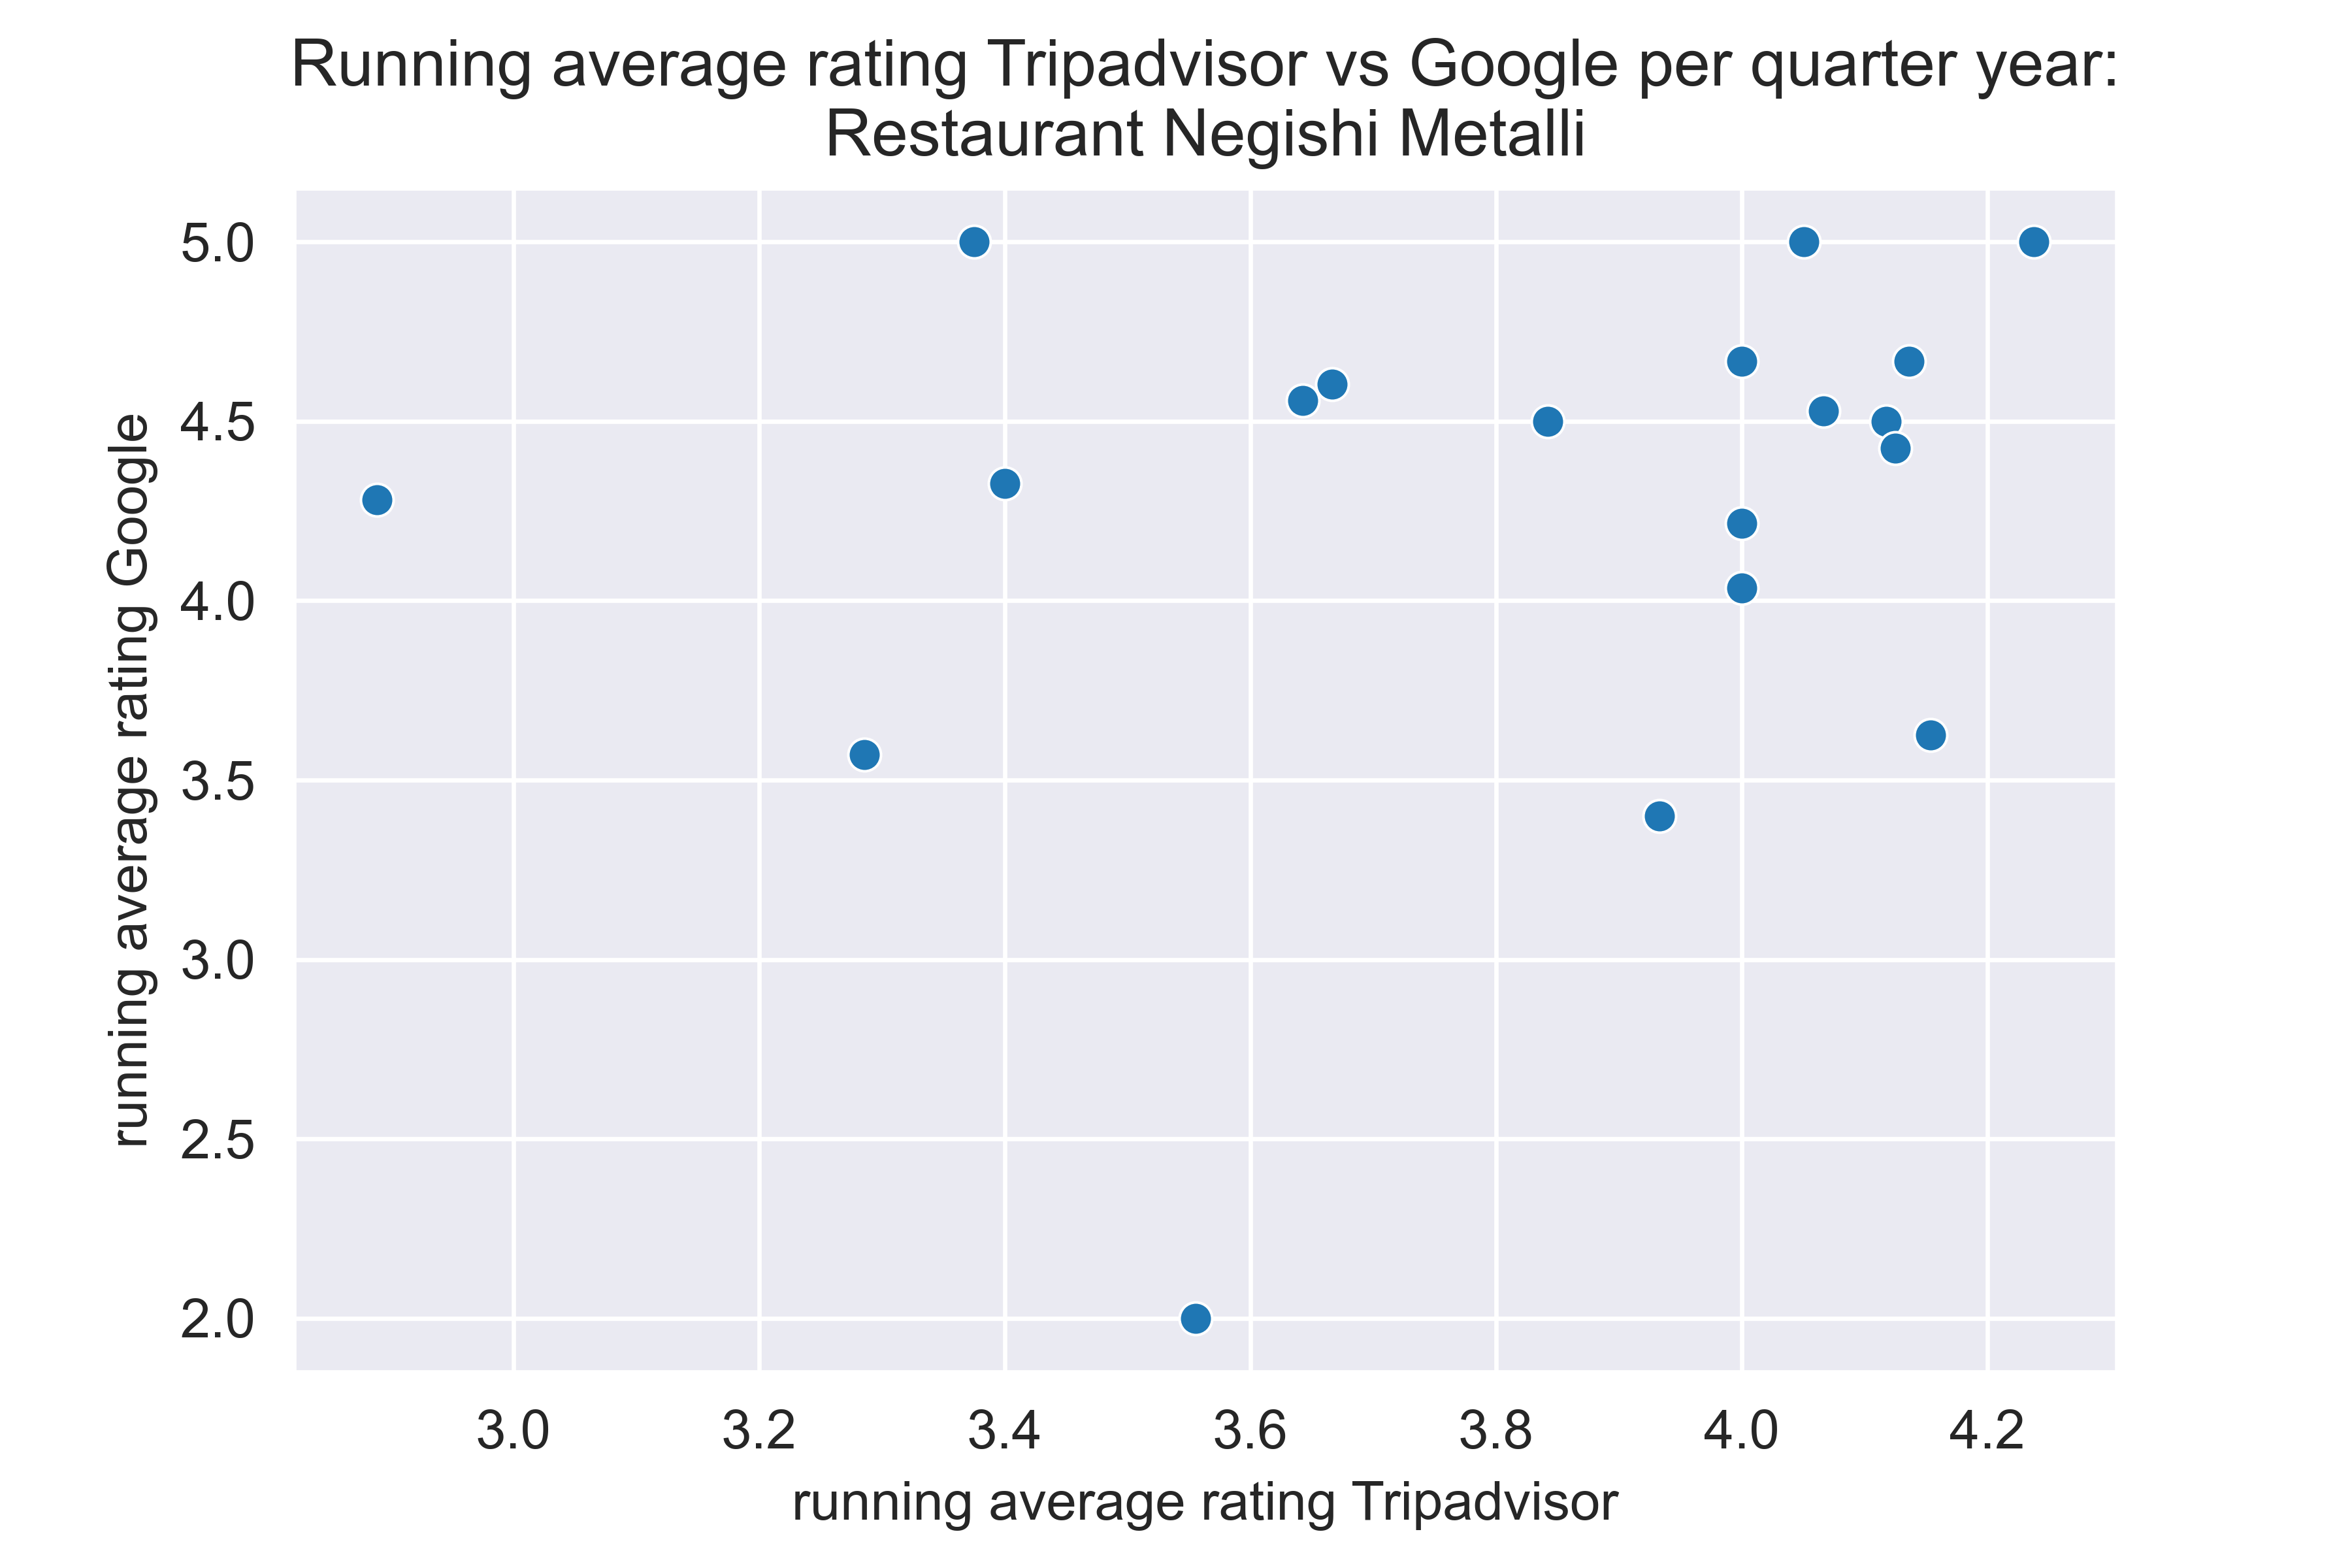 Running average rating Tripadvisor vs Google per quarter year:
Restaurant Negishi Metalli
running average rating Google
5.0
4.5
4.0
3.5
3.0
2.5
2.0
3.0 3.2 3.4 3.6 3.8 4.0 4.2
running average rating Tripadvisor